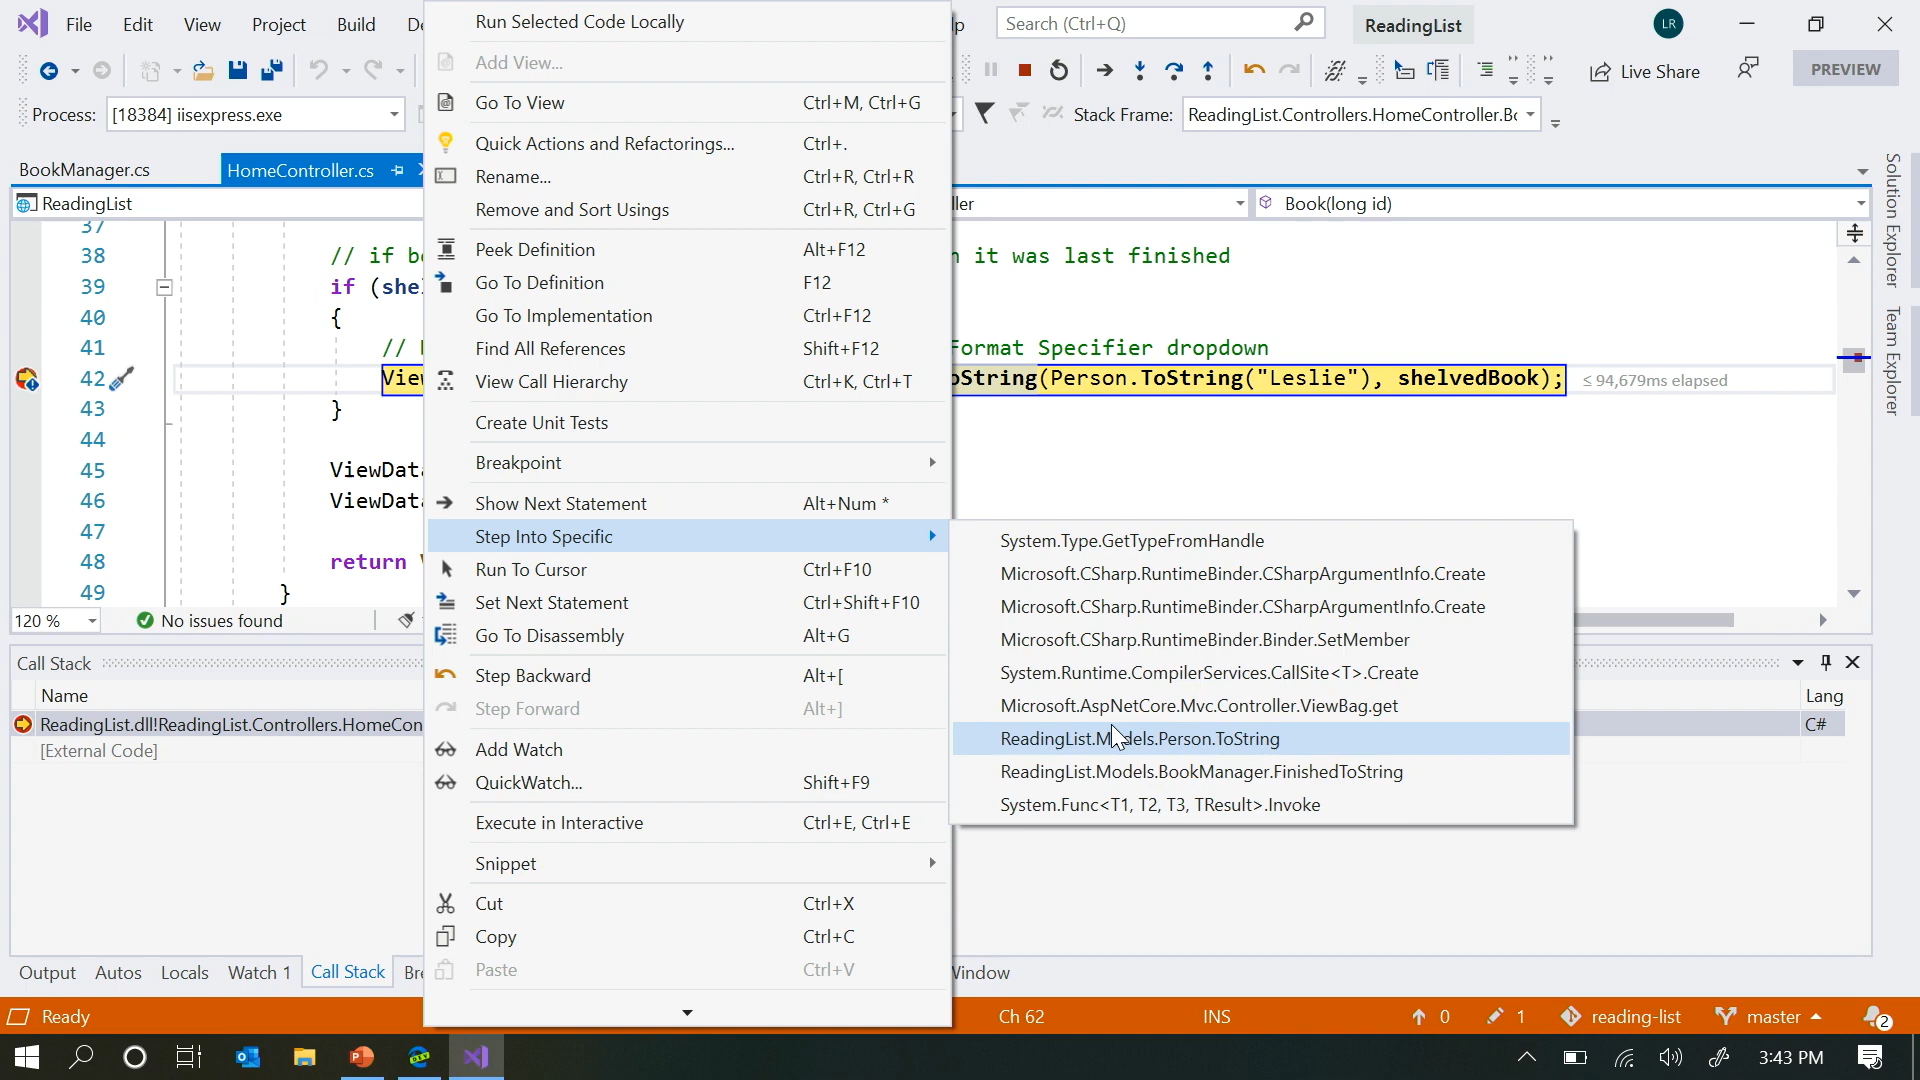 File Edit View Project Build De
Search (Ctrl+Q)
ReadingList
LR
Live Share
PREVIEW
Process: [18384] iisexpress.exe
Stack Frame: ReadingList.Controllers.HomeController.Bo
BookManager.cs
HomeController.cs
ReadingList
ller
Book(long id)
37
38 // if b
n it was last finished
39 if (she
40 {
41 //
Format Specifier dropdown
42 View
oString(Person.ToString("Leslie"), shelvedBook);
≤ 94,679ms elapsed
43 }
44
45 ViewData
46 ViewData
47
48 return V
49 }
120 %
No issues found
Solution Explorer
Team Explorer
Run Selected Code Locally
Add View...
Go To View Ctrl+M, Ctrl+G
Quick Actions and Refactorings... Ctrl+.
Rename... Ctrl+R, Ctrl+R
Remove and Sort Usings Ctrl+R, Ctrl+G
Peek Definition Alt+F12
Go To Definition F12
Go To Implementation Ctrl+F12
Find All References Shift+F12
View Call Hierarchy Ctrl+K, Ctrl+T
Create Unit Tests
Breakpoint
Show Next Statement Alt+Num *
Step Into Specific
Run To Cursor Ctrl+F10
Set Next Statement Ctrl+Shift+F10
Go To Disassembly Alt+G
Step Backward Alt+[
Step Forward Alt+]
Add Watch
QuickWatch... Shift+F9
Execute in Interactive Ctrl+E, Ctrl+E
Snippet
Cut Ctrl+X
Copy Ctrl+C
Paste Ctrl+V
System.Type.GetTypeFromHandle
Microsoft.CSharp.RuntimeBinder.CSharpArgumentInfo.Create
Microsoft.CSharp.RuntimeBinder.CSharpArgumentInfo.Create
Microsoft.CSharp.RuntimeBinder.Binder.SetMember
System.Runtime.CompilerServices.CallSite<T>.Create
Microsoft.AspNetCore.Mvc.Controller.ViewBag.get
ReadingList.Models.Person.ToString
ReadingList.Models.BookManager.FinishedToString
System.Func<T1, T2, T3, TResult>.Invoke
Call Stack
Name
Lang
ReadingList.dll!ReadingList.Controllers.HomeCon
C#
[External Code]
Output Autos Locals Watch 1 Call Stack Bre
Window
Ready
Ch 62
INS
0
1
reading-list
master
2
DEV
3:43 PM